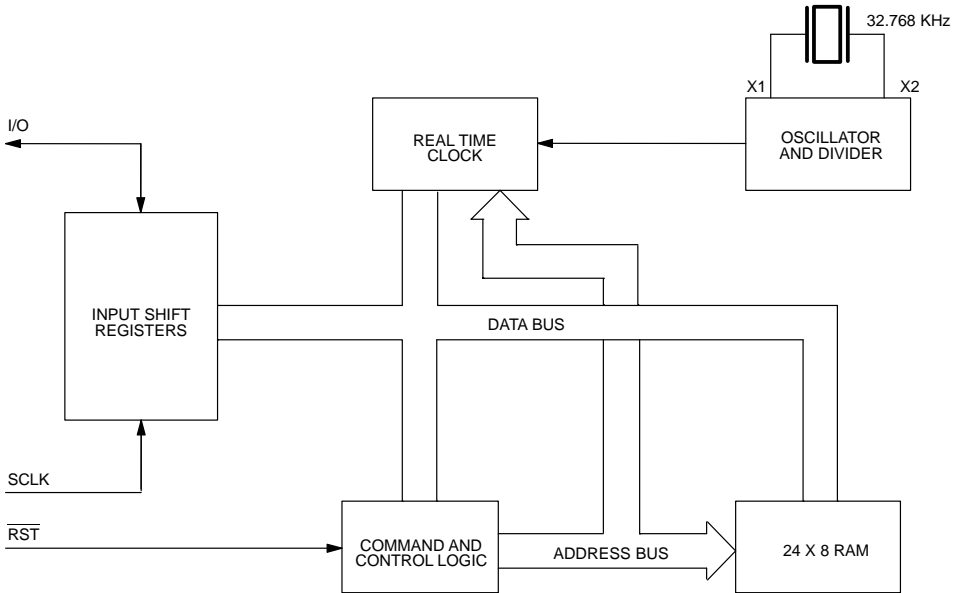 32.768 KHz
X1
X2
I/O
REAL TIME
CLOCK
OSCILLATOR
AND DIVIDER
INPUT SHIFT
REGISTERS
DATA BUS
SCLK
RST
COMMAND AND
CONTROL LOGIC
ADDRESS BUS
24 X 8 RAM